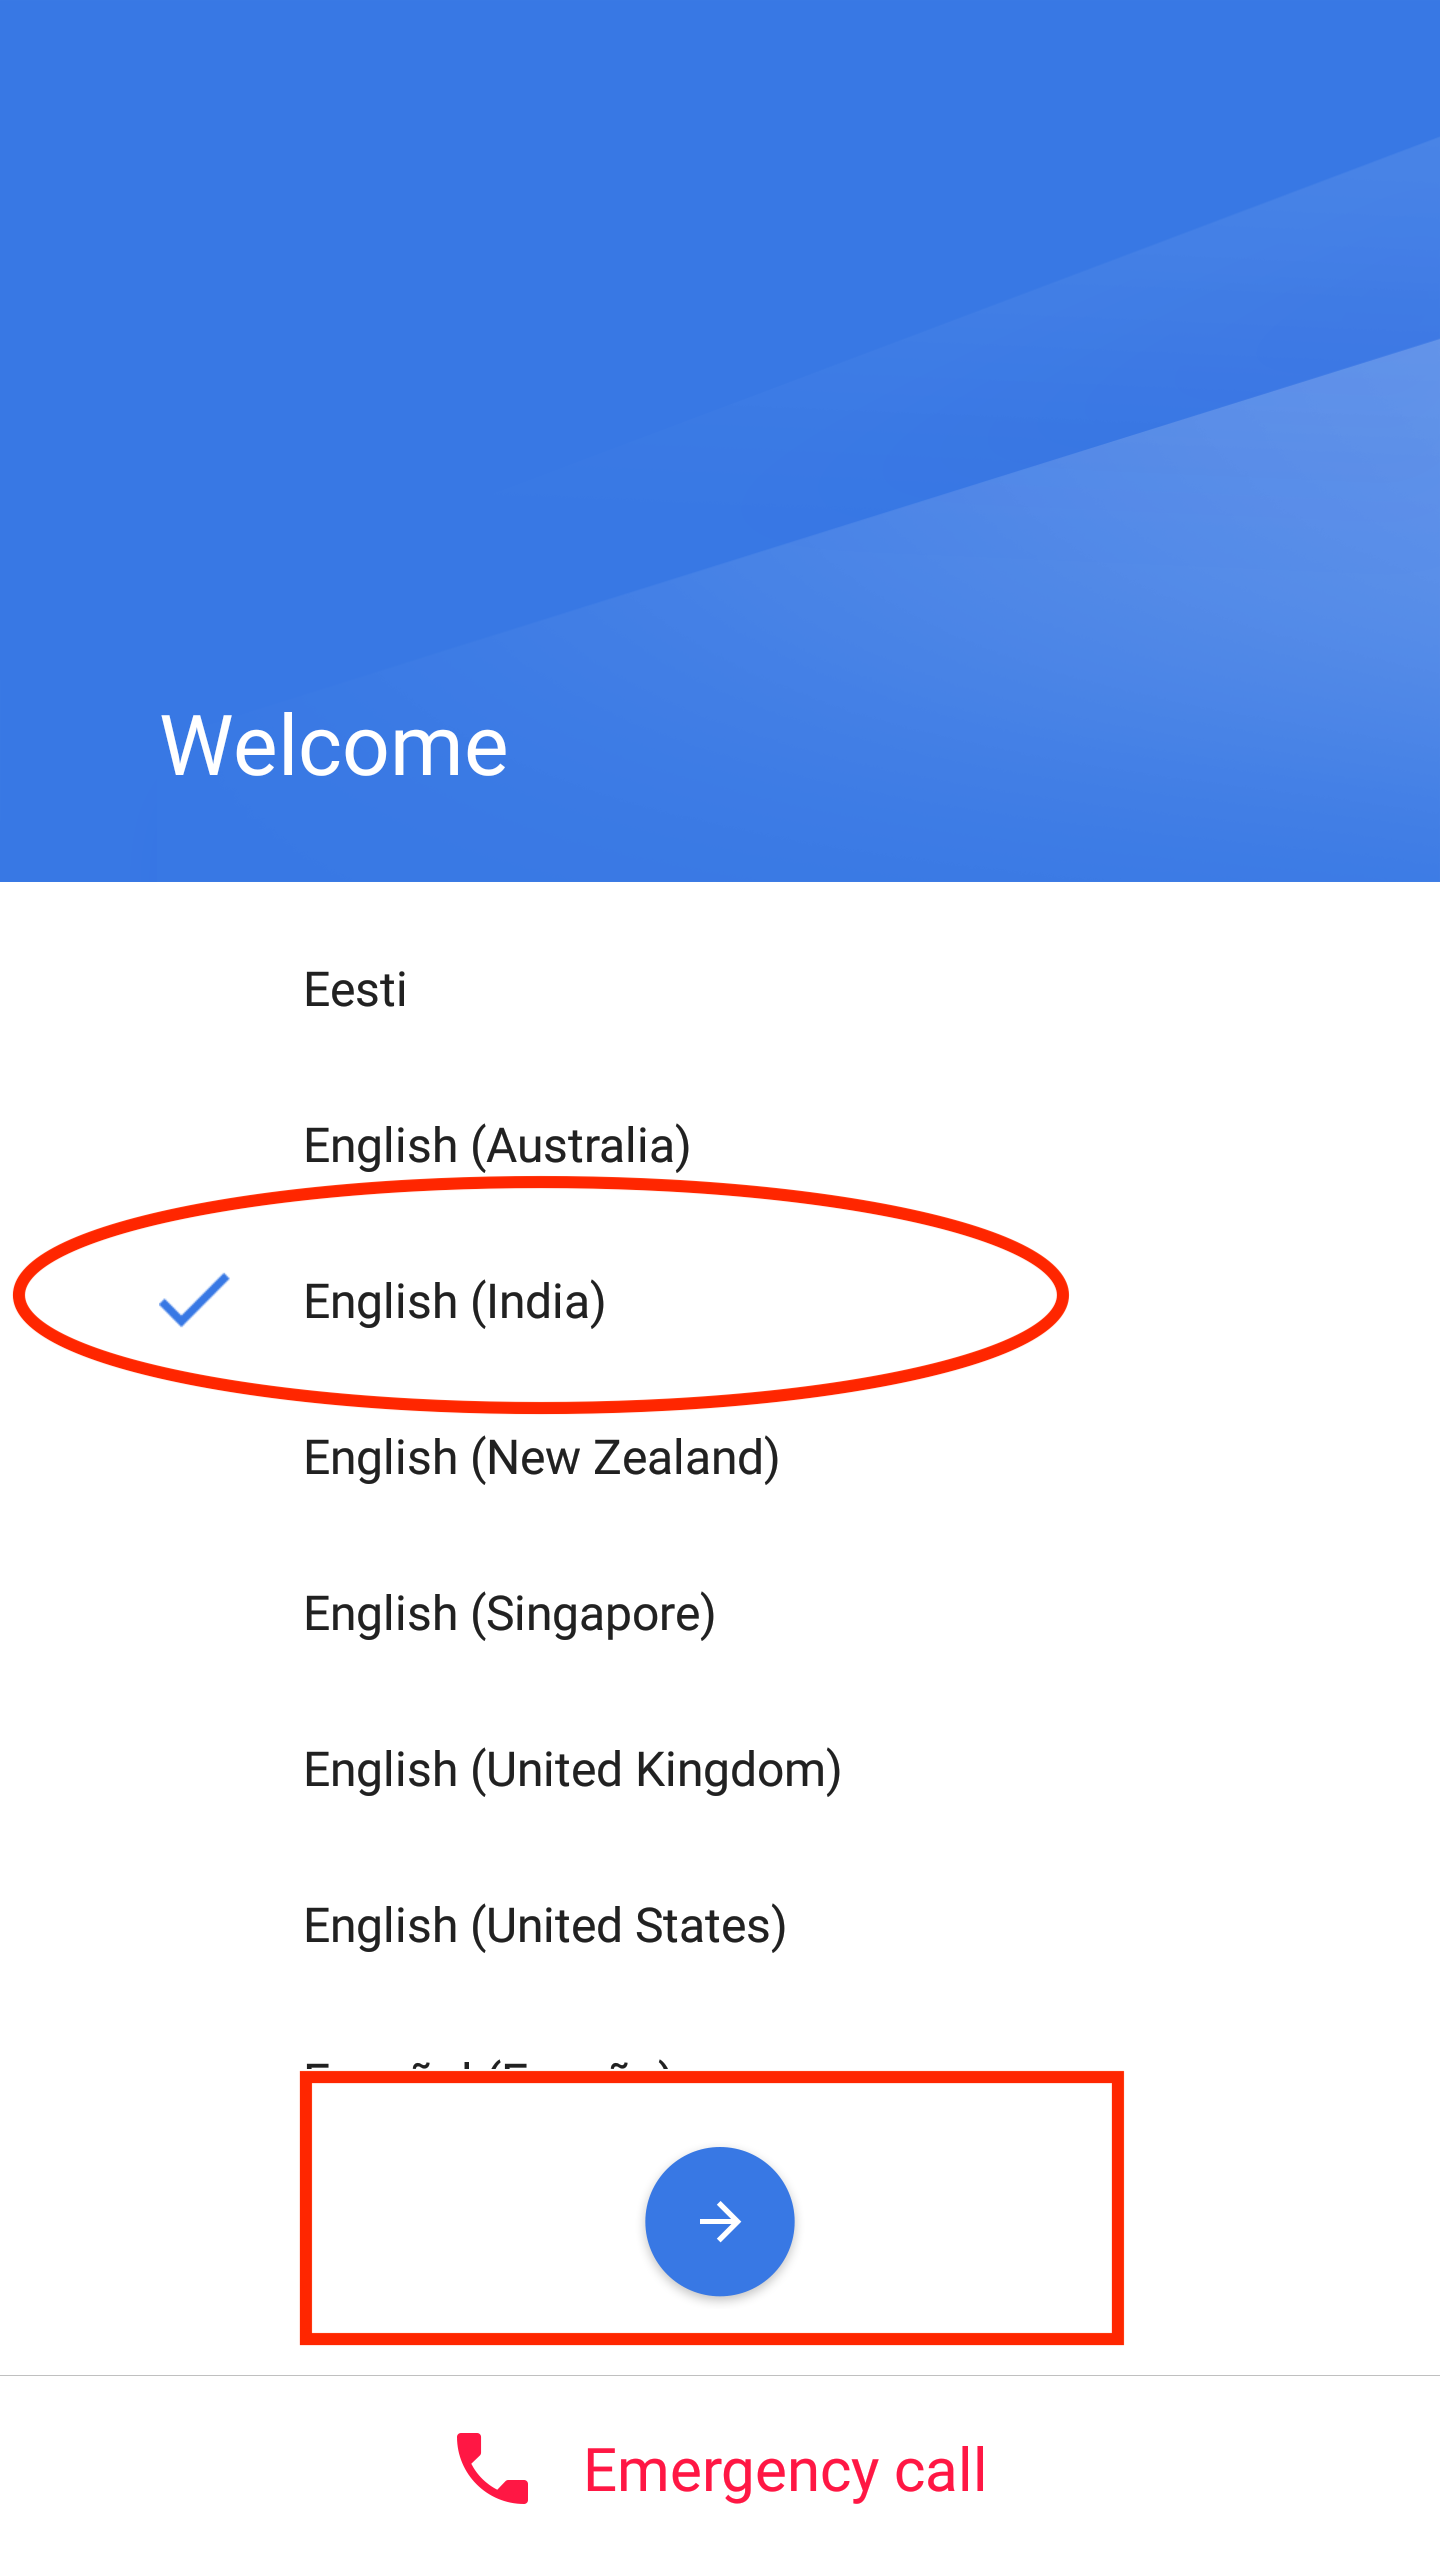 Welcome
Eesti
English (Australia)
English (India)
English (New Zealand)
English (Singapore)
English (United Kingdom)
English (United States)
Emergency call